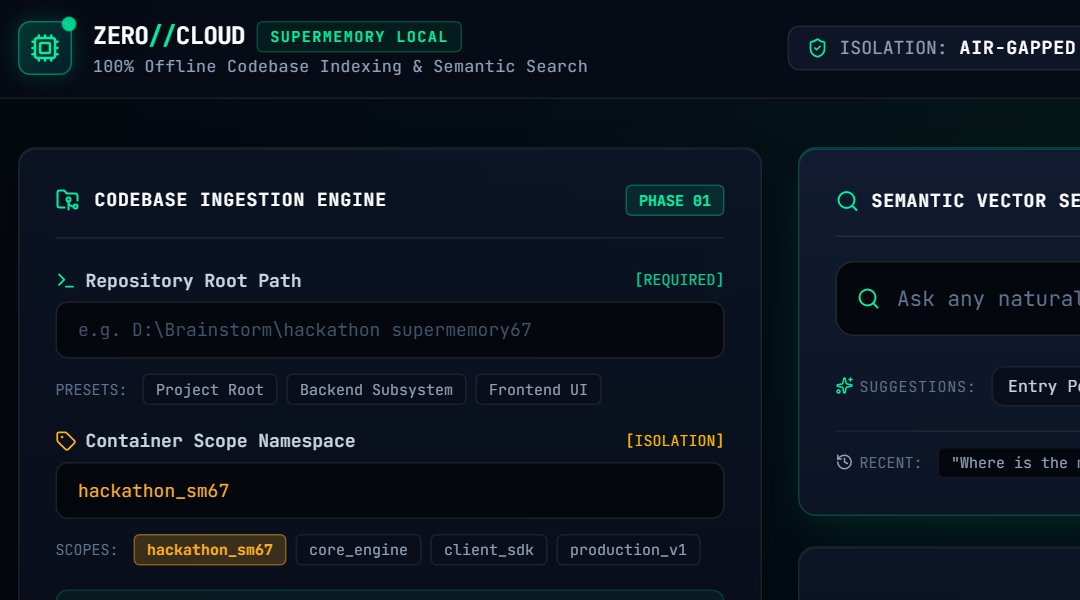 ZERO//CLOUD SUPERMEMORY LOCAL
100% Offline Codebase Indexing & Semantic Search
ISOLATION: AIR-GAPPED
CODEBASE INGESTION ENGINE PHASE 01
Repository Root Path [REQUIRED]
e.g. D:\Brainstorm\hackathon supermemory67
PRESETS: Project Root Backend Subsystem Frontend UI
Container Scope Namespace [ISOLATION]
hackathon_sm67
SCOPES: hackathon_sm67 core_engine client_sdk production_v1
SEMANTIC VECTOR SE
Ask any natural
SUGGESTIONS: Entry
RECENT: "Where is the